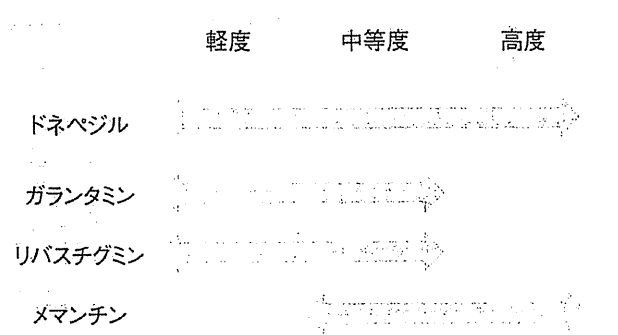 軽度 中等度 高度
ドネペジル
ガランタミン
リバスチグミン
メマンチン